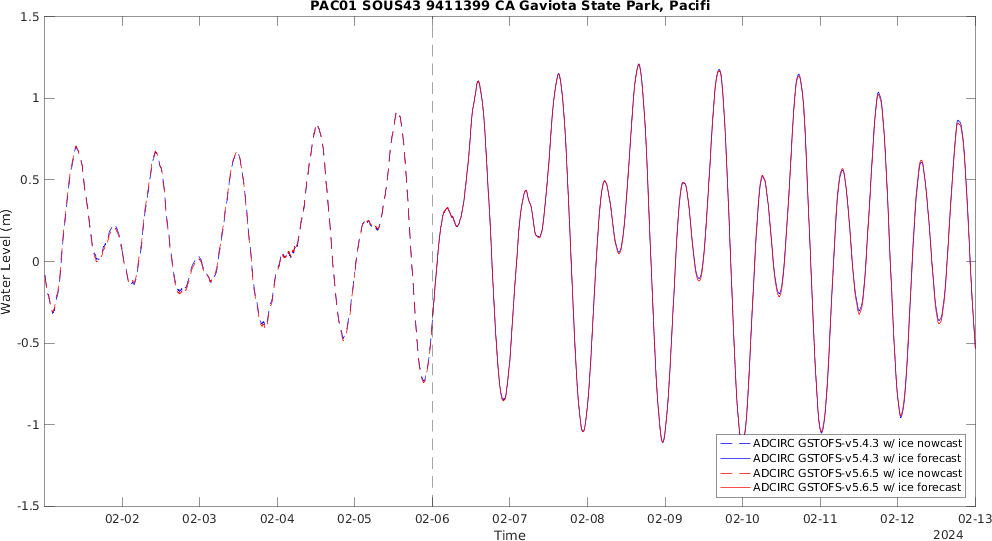 PAC01 SOUS43 9411399 CA Gaviota State Park, Pacifi
1.5
1
0.5
0
-0.5
-1
-1.5
Water Level (m)
02-02
02-03
02-04
02-05
02-06
02-07
02-08
02-09
02-10
02-11
02-12
02-13
Time
2024
ADCIRC GSTOFS-v5.4.3 w/ ice nowcast
ADCIRC GSTOFS-v5.4.3 w/ ice forecast
ADCIRC GSTOFS-v5.6.5 w/ ice nowcast
ADCIRC GSTOFS-v5.6.5 w/ ice forecast